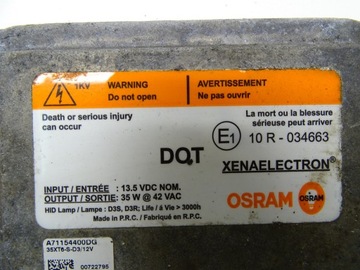 1KV
WARNING
Do not open
AVERTISSEMENT
Ne pas ouvrir
Death or serious injury
can occur
La mort ou la blessure
sérieuse peut arriver
E1 10 R - 034663
DOT
XENAELECTRON®
INPUT / ENTRÉE : 13.5 VDC NOM.
OUTPUT / SORTIE: 35 W @ 42 VAC
HID Lamp / Lampe : D3S, D3R; Life / á Vie > 3000h
Made in P.R.C. / Fabriqué en R.P.C.
OSRAM
A71154400DG
35XT6-S-D3/12V
00722795